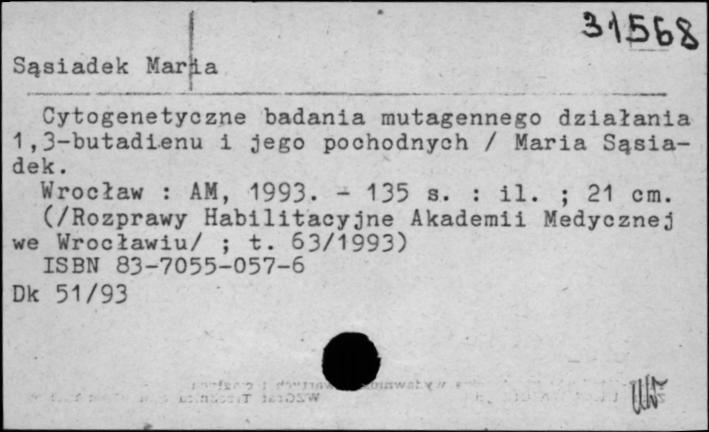 31568
Sąsiadek Maria
Cytogenetyczne badania mutagennego działania
1,3-butadienu i jego pochodnych / Maria Sąsia-
dek.
Wrocław : AM, 1993. - 135 s. : il. ; 21 cm.
(/Rozprawy Habilitacyjne Akademii Medycznej
we Wrocławiu/ ; t. 63/1993)
ISBN 83-7055-057-6
Dk 51/93